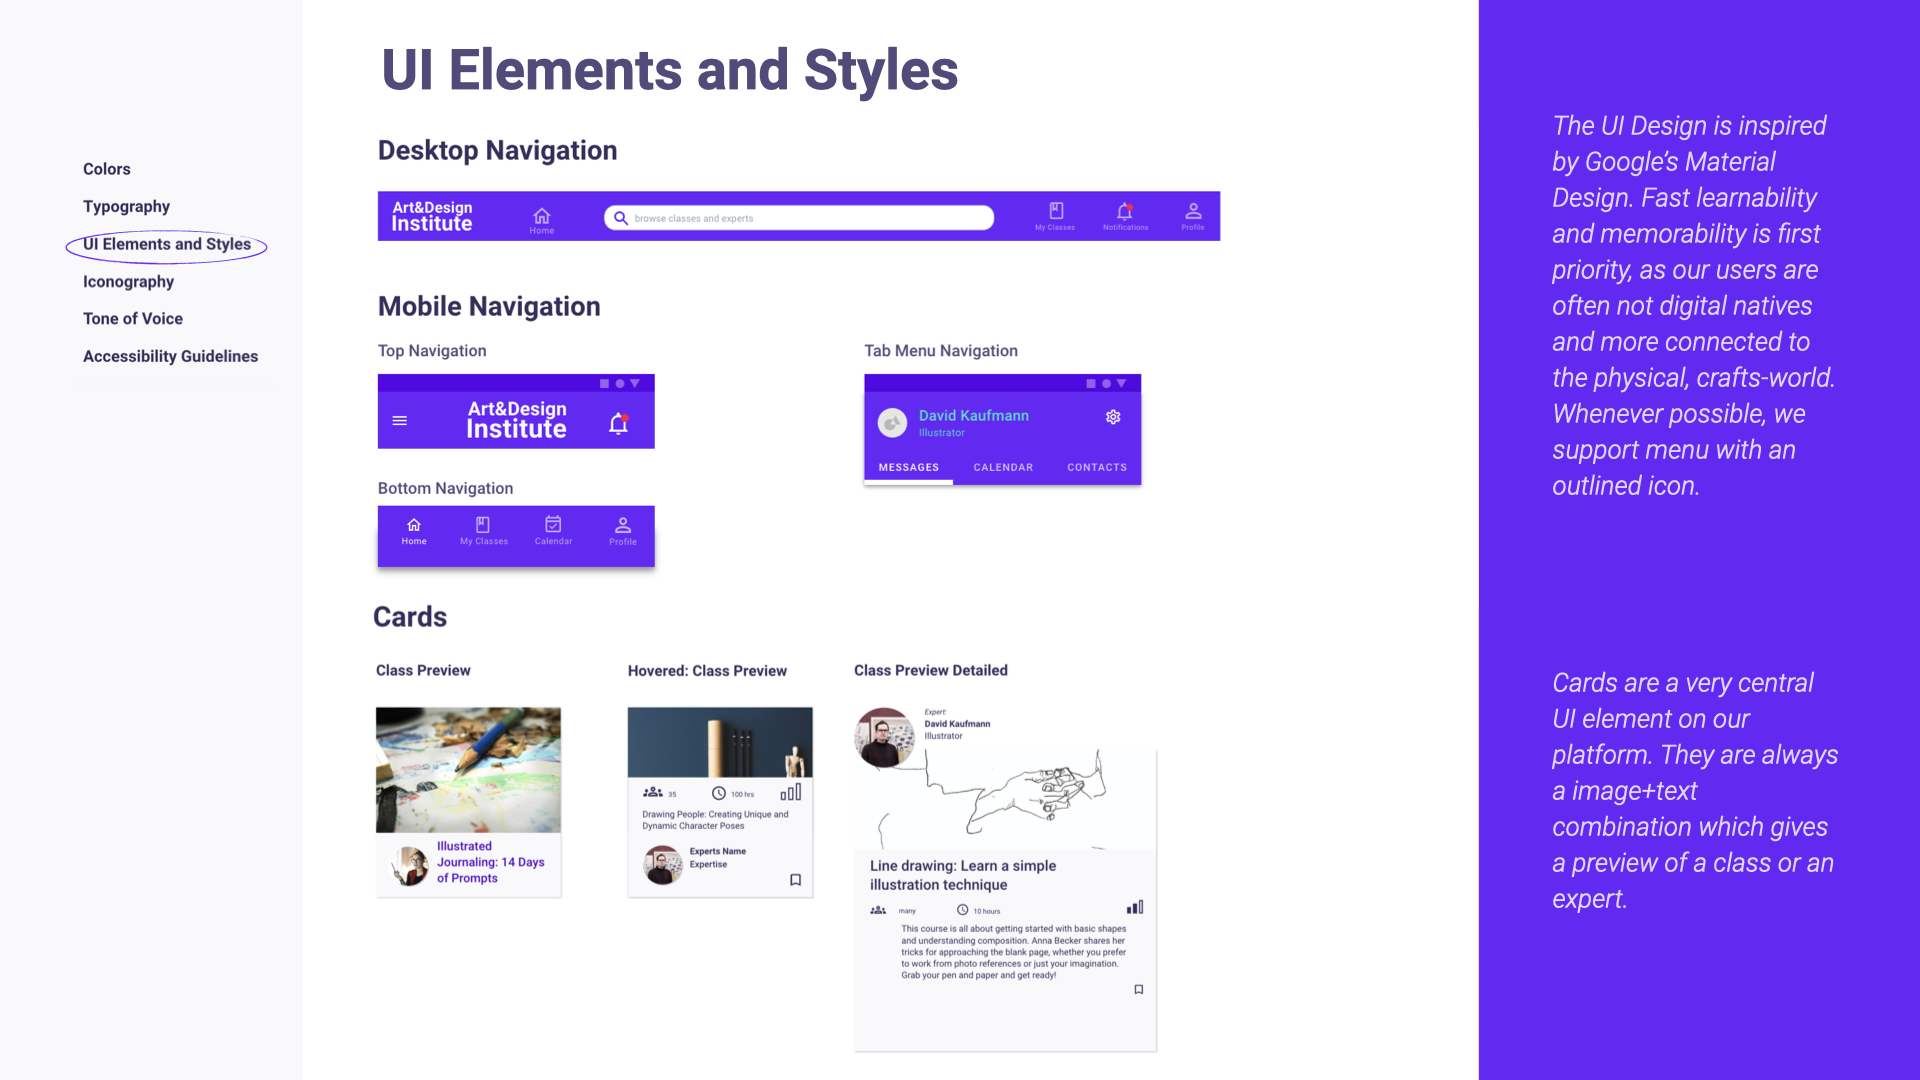 UI Elements and Styles
Colors
Typography
UI Elements and Styles
Iconography
Tone of Voice
Accessibility Guidelines
Desktop Navigation
Art&Design
Institute
Home
browse classes and experts
My Classes
Notifications
Profile
Mobile Navigation
Top Navigation
Art&Design
Institute
Bottom Navigation
Home
My Classes
Calendar
Profile
Tab Menu Navigation
David Kaufmann
Illustrator
MESSAGES
CALENDAR
CONTACTS
Cards
Class Preview
Illustrated
Journaling: 14 Days
of Prompts
Hovered: Class Preview
35
100 hrs
Drawing People: Creating Unique and
Dynamic Character Poses
Experts Name
Expertise
Class Preview Detailed
Expert:
David Kaufmann
Illustrator
Line drawing: Learn a simple
illustration technique
many
10 hours
This course is all about getting started with basic shapes
and understanding composition. Anna Becker shares her
tricks for approaching the blank page, whether you prefer
to work from photo references or just your imagination.
Grab your pen and paper and get ready!
The UI Design is inspired
by Google’s Material
Design. Fast learnability
and memorability is first
priority, as our users are
often not digital natives
and more connected to
the physical, crafts-world.
Whenever possible, we
support menu with an
outlined icon.
Cards are a very central
UI element on our
platform. They are always
a image+text
combination which gives
a preview of a class or an
expert.